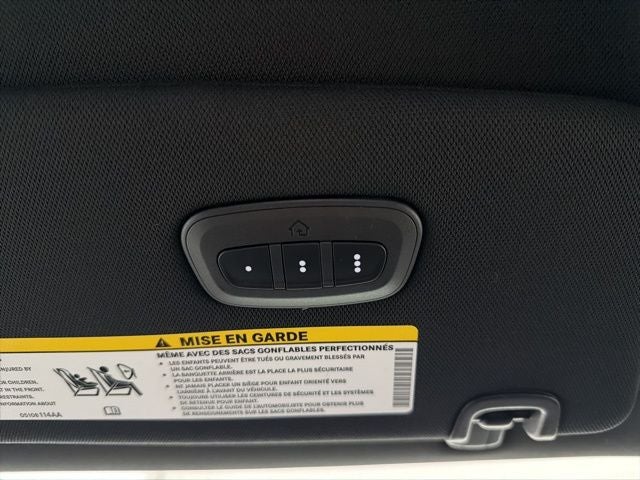 MISE EN GARDE
MÊME AVEC DES SACS GONFLABLES PERFECTIONNÉS
• LES ENFANTS PEUVENT ÊTRE TUÉS OU GRAVEMENT BLESSÉS PAR
UN SAC GONFLABLE.
• LA BANQUETTE ARRIÈRE EST LA PLACE LA PLUS SÉCURITAIRE
POUR LES ENFANTS.
• NE JAMAIS PLACER UN SIÈGE POUR ENFANT ORIENTÉ VERS
L'ARRIÈRE À L'AVANT DU VÉHICULE.
• TOUJOURS UTILISER LES CEINTURES DE SÉCURITÉ ET LES SYSTÈMES
DE RETENUE POUR ENFANT.
• CONSULTER LE GUIDE DE L'AUTOMOBILISTE POUR OBTENIR PLUS
DE RENSEIGNEMENTS SUR LES SACS GONFLABLES.
NJURED BY
OR CHILDREN.
T IN THE FRONT.
ESTRAINTS.
NFORMATION ABOUT
05108114AA